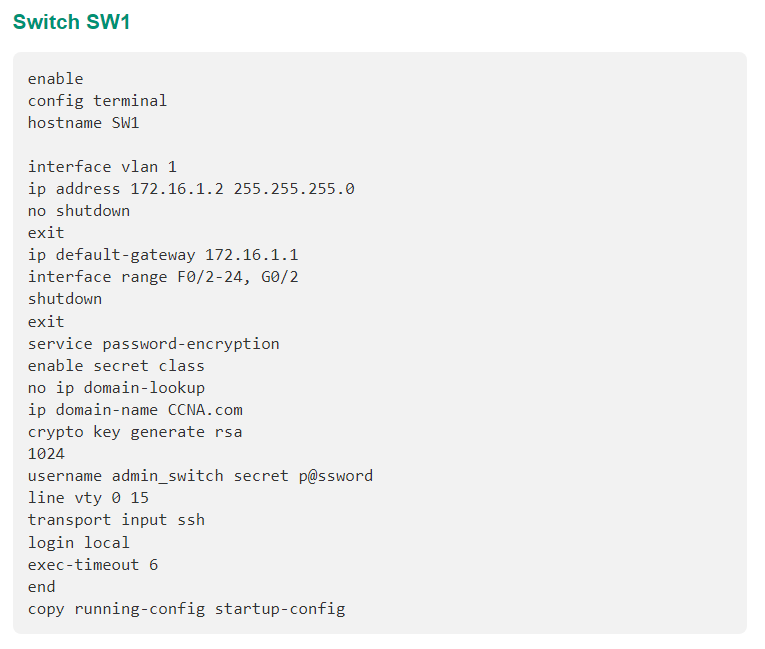 Switch SW1
enable
config terminal
hostname SW1
interface vlan 1
ip address 172.16.1.2 255.255.255.0
no shutdown
exit
ip default-gateway 172.16.1.1
interface range F0/2-24, G0/2
shutdown
exit
service password-encryption
enable secret class
no ip domain-lookup
ip domain-name CCNA.com
crypto key generate rsa
1024
username admin_switch secret p@ssword
line vty 0 15
transport input ssh
login local
exec-timeout 6
end
copy running-config startup-config